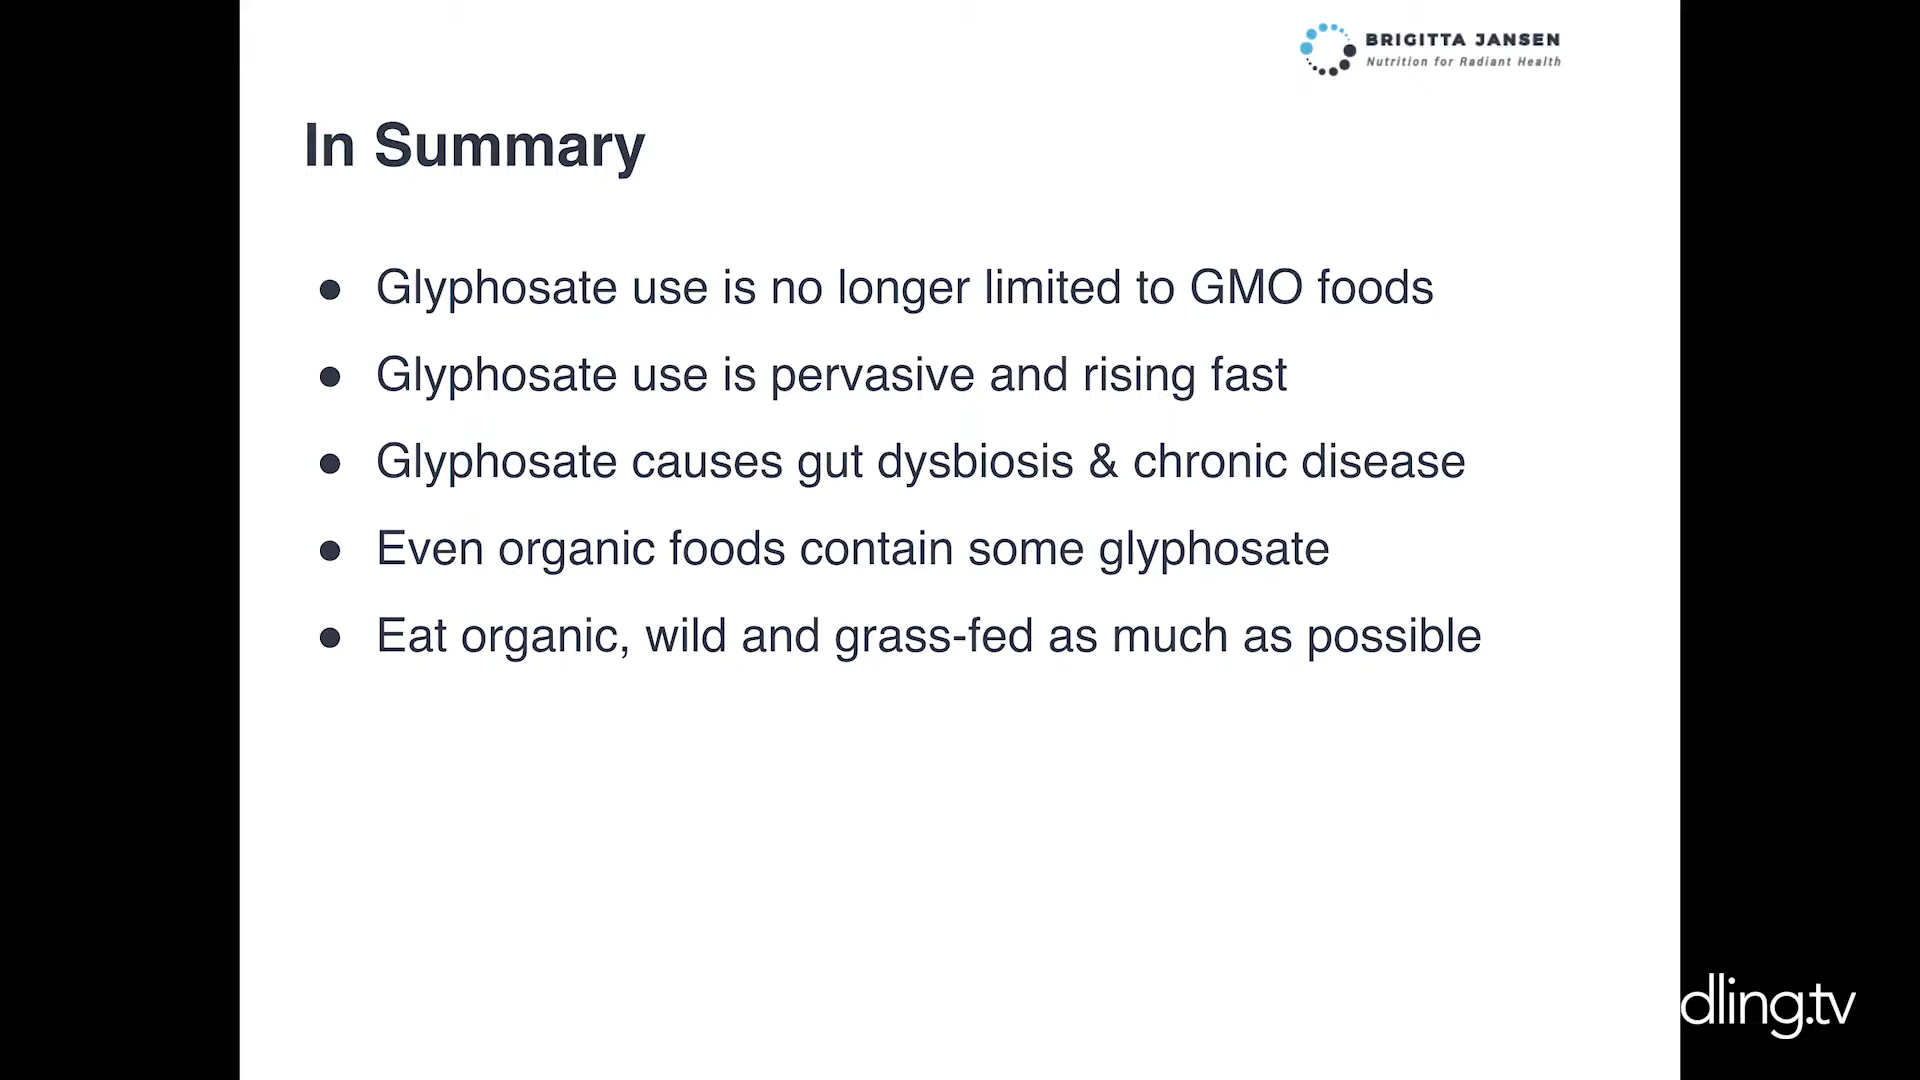 BRIGITTA JANSEN
Nutrition for Radiant Health
In Summary
● Glyphosate use is no longer limited to GMO foods
● Glyphosate use is pervasive and rising fast
● Glyphosate causes gut dysbiosis & chronic disease
● Even organic foods contain some glyphosate
● Eat organic, wild and grass-fed as much as possible
dling.tv